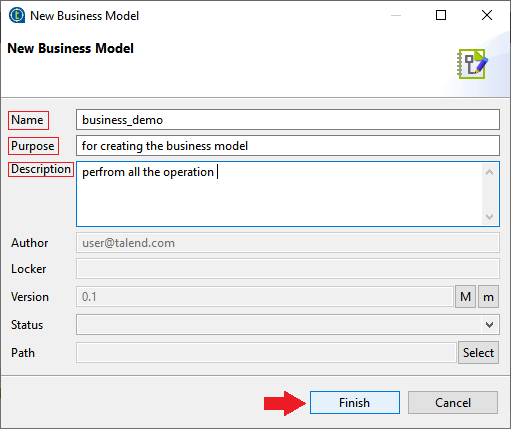 New Business Model
New Business Model
Name business_demo
Purpose for creating the business model
Description perfrom all the operation
Author user@talend.com
Locker
Version 0.1 M m
Status
Path Select
Finish Cancel